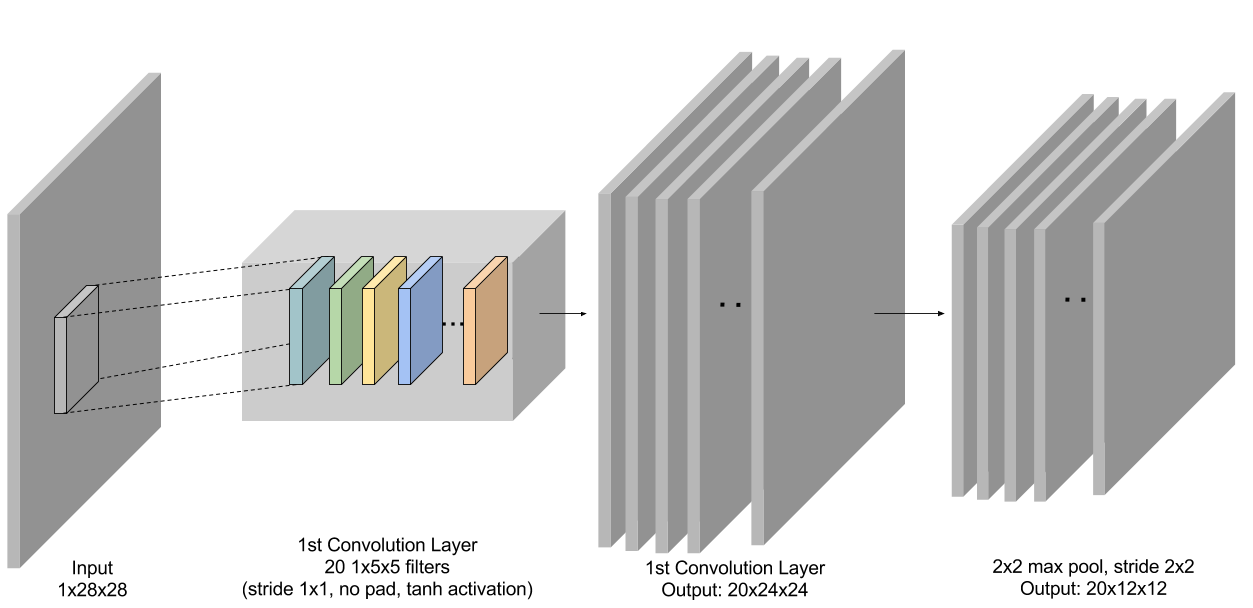 Input
1x28x28
1st Convolution Layer
20 1x5x5 filters
(stride 1x1, no pad, tanh activation)
1st Convolution Layer
Output: 20x24x24
2x2 max pool, stride 2x2
Output: 20x12x12